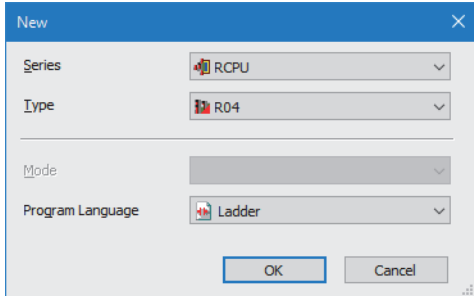 New
Series
RCPU
Type
R04
Mode
Program Language
Ladder
OK
Cancel